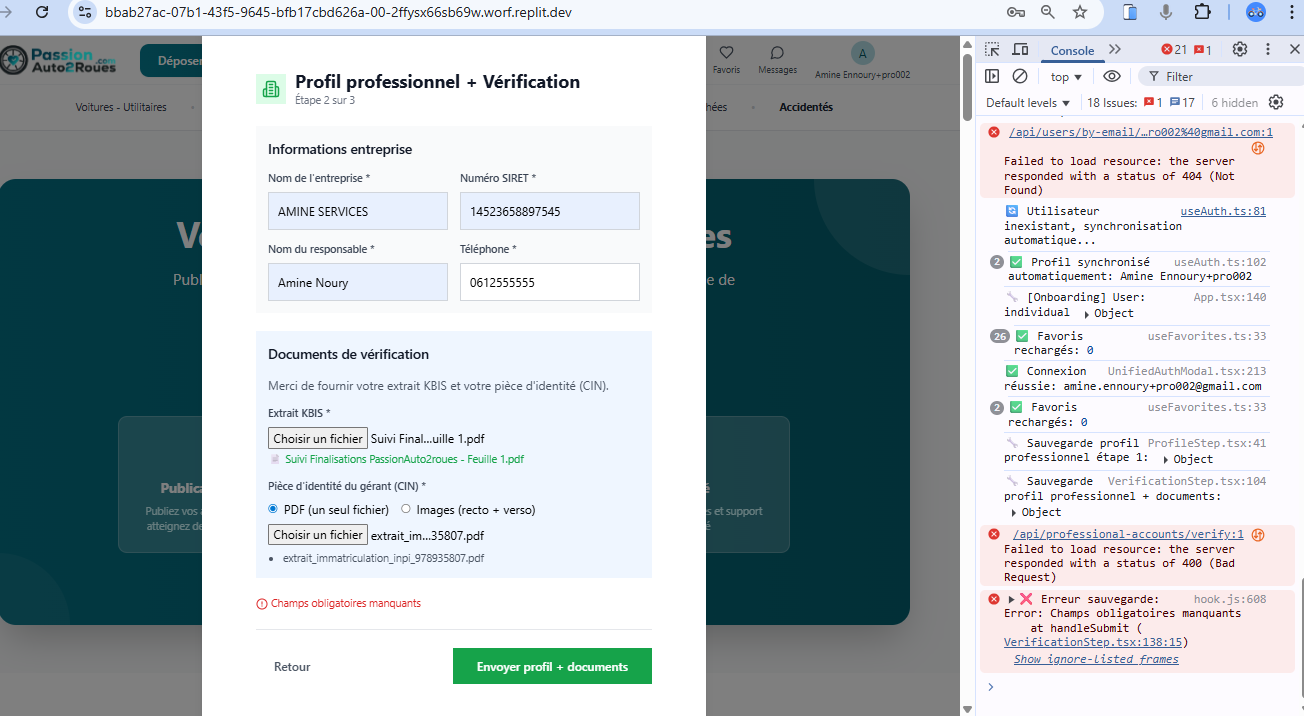 bbab27ac-07b1-43f5-9645-bfb17cbd626a-00-2ffysx66sb69w.worf.replit.dev
Passion.com
Auto2Roues
Déposer
Favoris
Messages
A
Amine Ennoury+pro002
Voitures - Utilitaires
hées
Accidentés
Profil professionnel + Vérification
Étape 2 sur 3
Informations entreprise
Nom de l'entreprise *
Numéro SIRET *
AMINE SERVICES
14523658897545
Nom du responsable *
Téléphone *
Amine Noury
0612555555
Documents de vérification
Merci de fournir votre extrait KBIS et votre pièce d'identité (CIN).
Extrait KBIS *
Choisir un fichier Suivi Final...uille 1.pdf
Suivi Finalisations PassionAuto2roues - Feuille 1.pdf
Pièce d'identité du gérant (CIN) *
PDF (un seul fichier)
Images (recto + verso)
Choisir un fichier extrait_im...35807.pdf
extrait_immatriculation_inpi_978935807.pdf
Champs obligatoires manquants
Retour
Envoyer profil + documents
V
es
Publ
e de
Publica
Publiez vos a
atteignez de
é
s et support
é
Console
21
1
top
Filter
Default levels
18 Issues:
1
17
6 hidden
/api/users/by-email/…ro002%40gmail.com:1
Failed to load resource: the server
responded with a status of 404 (Not
Found)
Utilisateur useAuth.ts:81
inexistant, synchronisation
automatique...
2 Profil synchronisé useAuth.ts:102
automatiquement: Amine Ennoury+pro002
[Onboarding] User: App.tsx:140
individual Object
26 Favoris useFavorites.ts:33
rechargés: 0
Connexion UnifiedAuthModal.tsx:213
réussie: amine.ennoury+pro002@gmail.com
2 Favoris useFavorites.ts:33
rechargés: 0
Sauvegarde profil ProfileStep.tsx:41
professionnel étape 1: Object
Sauvegarde VerificationStep.tsx:104
profil professionnel + documents:
Object
/api/professional-accounts/verify:1
Failed to load resource: the server
responded with a status of 400 (Bad
Request)
Erreur sauvegarde: hook.js:608
Error: Champs obligatoires manquants
at handleSubmit (
VerificationStep.tsx:138:15)
Show ignore-listed frames